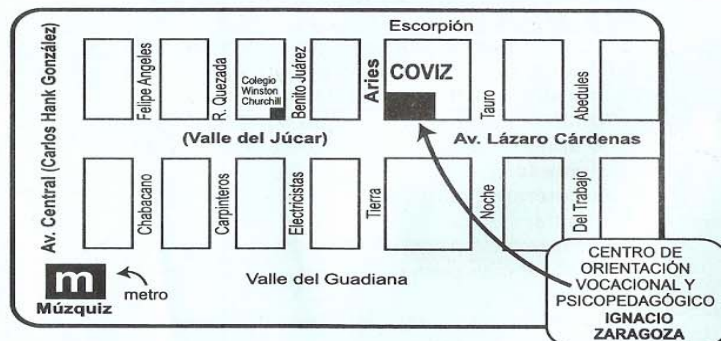 Escorpión
Av. Central (Carlos Hank González)
Felipe Angeles
R. Quezada
Colegio
Winston
Churchill
Benito Juárez
Aries
COVIZ
Tauro
Abedules
(Valle del Júcar)
Av. Lázaro Cárdenas
Chabacano
Carpinteros
Electricistas
Tierra
Noche
Del Trabajo
m
metro
Múzquiz
Valle del Guadiana
CENTRO DE
ORIENTACIÓN
VOCACIONAL Y
PSICOPEDAGÓGICO
IGNACIO
ZARAGOZA